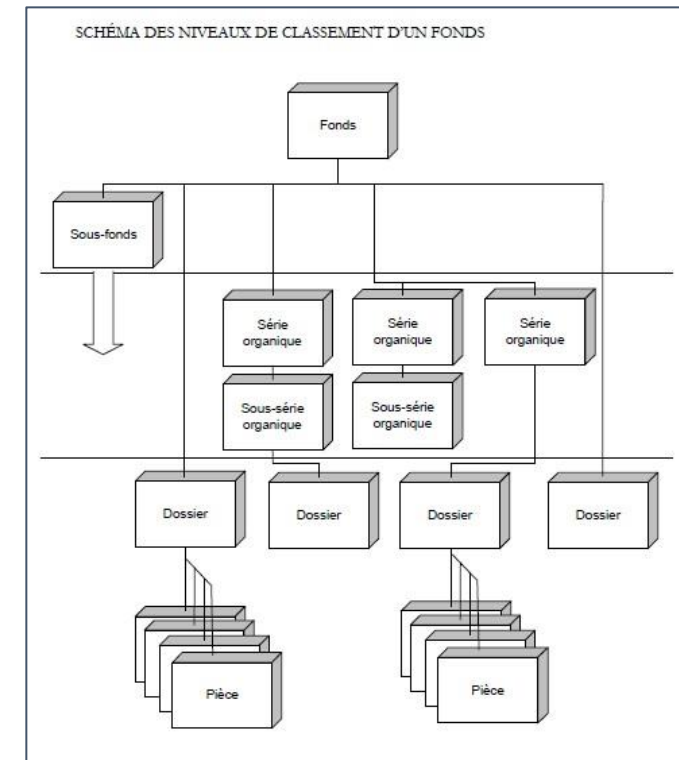 SCHÉMA DES NIVEAUX DE CLASSEMENT D'UN FONDS
Fonds
Sous-fonds
Série
organique
Série
organique
Série
organique
Sous-série
organique
Sous-série
organique
Dossier
Dossier
Dossier
Dossier
Pièce
Pièce